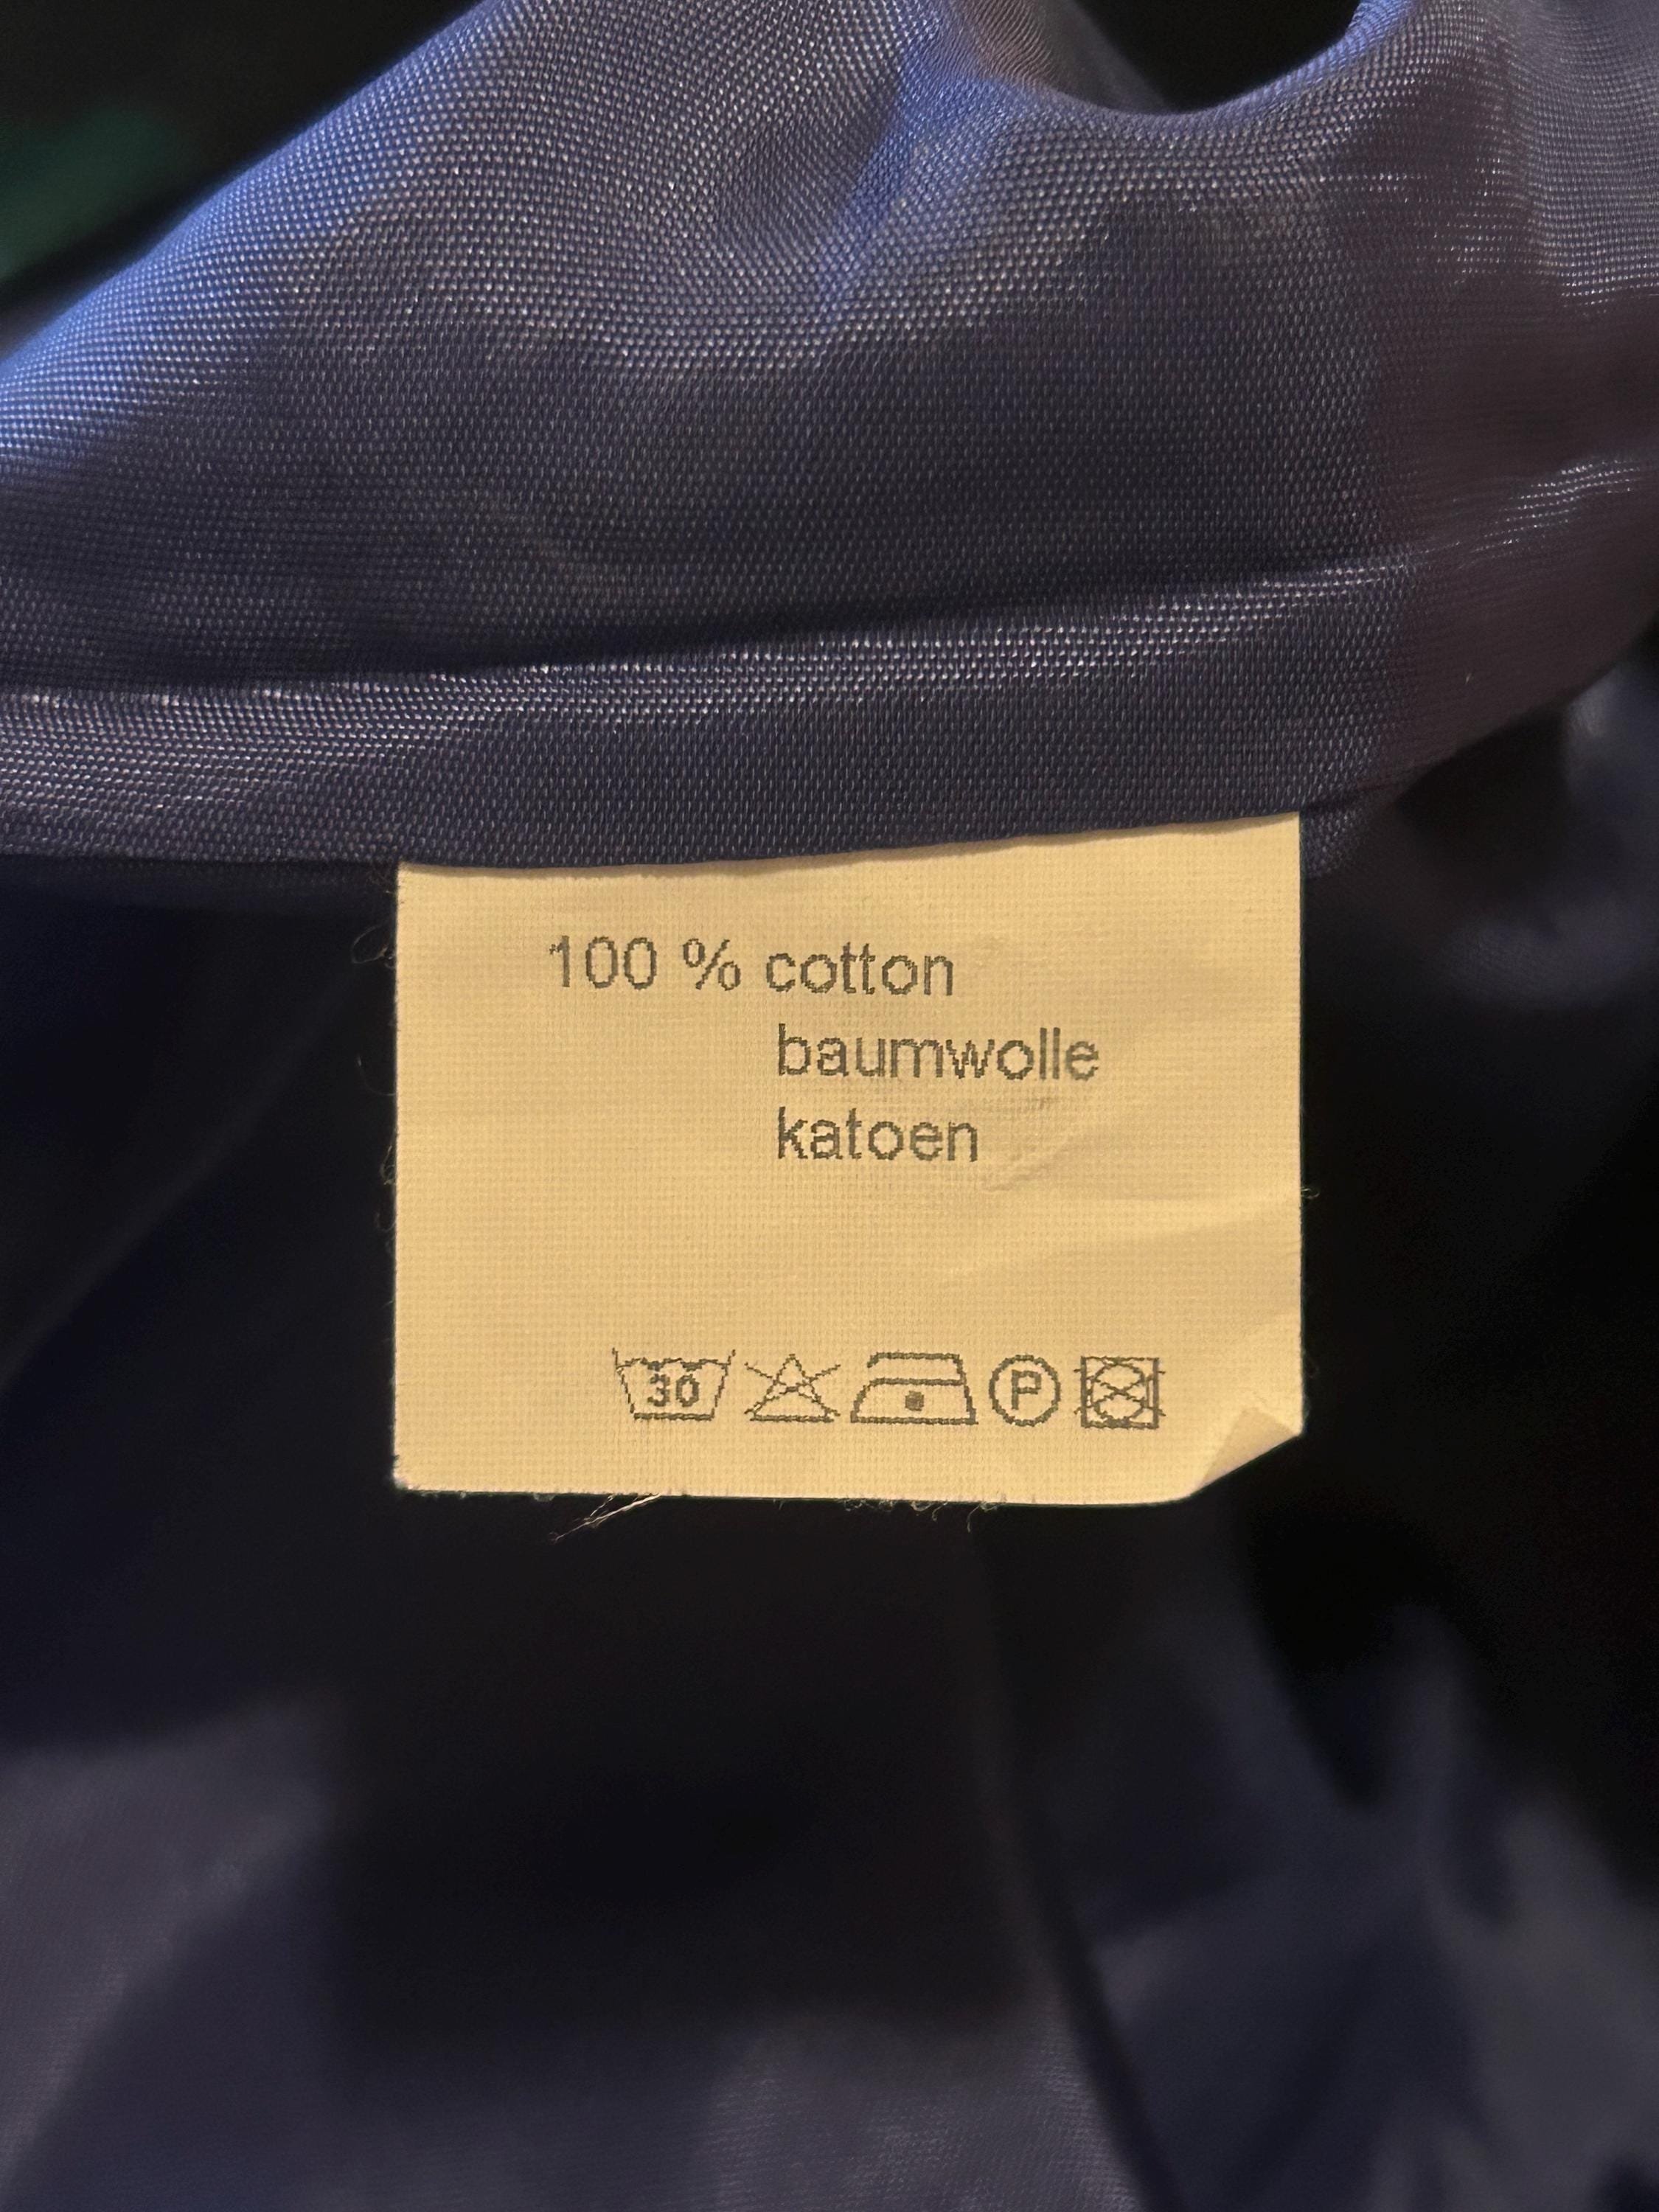 100 % cotton
baumwolle
katoen
30 P